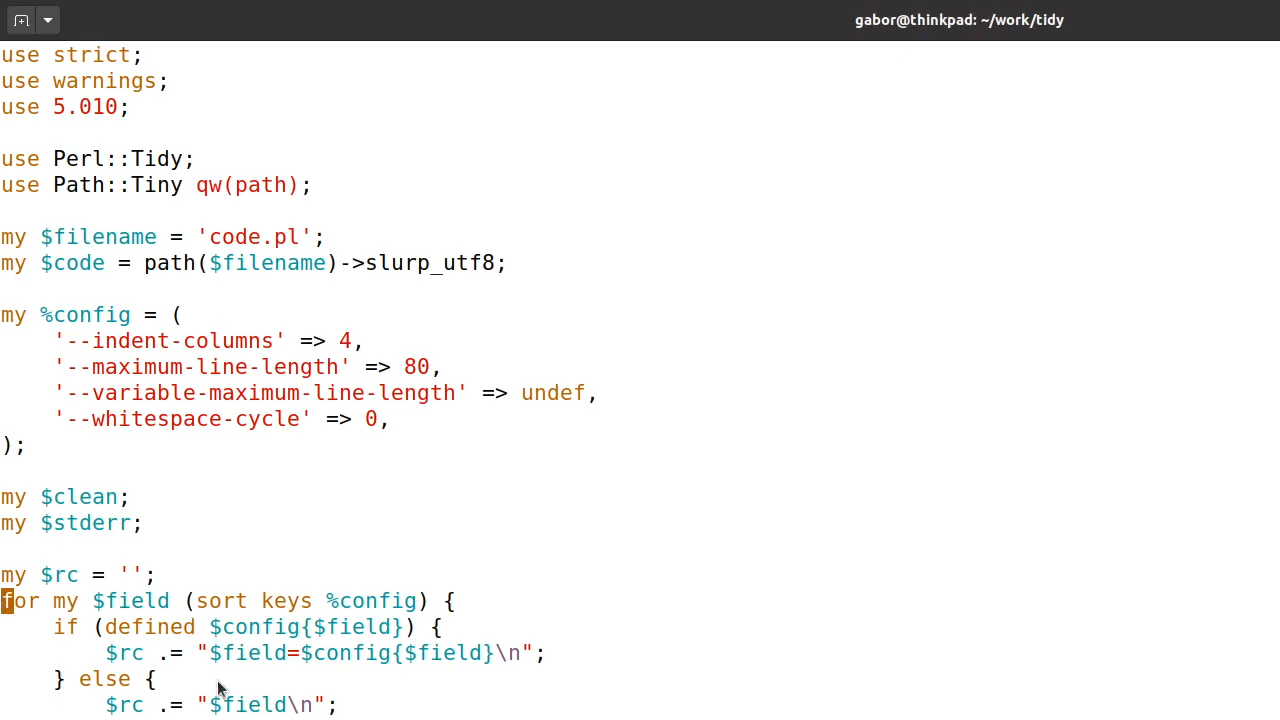 gabor@thinkpad: ~/work/tidy
use strict;
use warnings;
use 5.010;
use Perl::Tidy;
use Path::Tiny qw(path);
my $filename = 'code.pl';
my $code = path($filename)->slurp_utf8;
my %config = (
    '--indent-columns' => 4,
    '--maximum-line-length' => 80,
    '--variable-maximum-line-length' => undef,
    '--whitespace-cycle' => 0,
);
my $clean;
my $stderr;
my $rc = '';
for my $field (sort keys %config) {
    if (defined $config{$field}) {
        $rc .= "$field=$config{$field}\n";
    } else {
        $rc .= "$field\n";